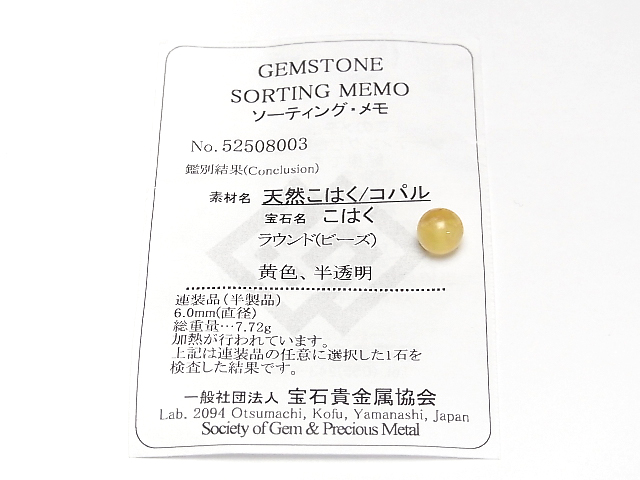 GEMSTONE
SORTING MEMO
ソーティング・メモ
No. 52508003
鑑別結果(Conclusion)
素材名 天然こはく/コパル
宝石名 こはく
ラウンド(ビーズ)
黄色、半透明
連装品(半製品)
6.0mm(直径)
総重量…7.72g
加熱が行われています。
上記は連装品の任意に選択した1石を
検査した結果です。
一般社団法人 宝石貴金属協会
Lab. 2094 Otsumachi, Kofu, Yamanashi, Japan
Society of Gem & Precious Metal